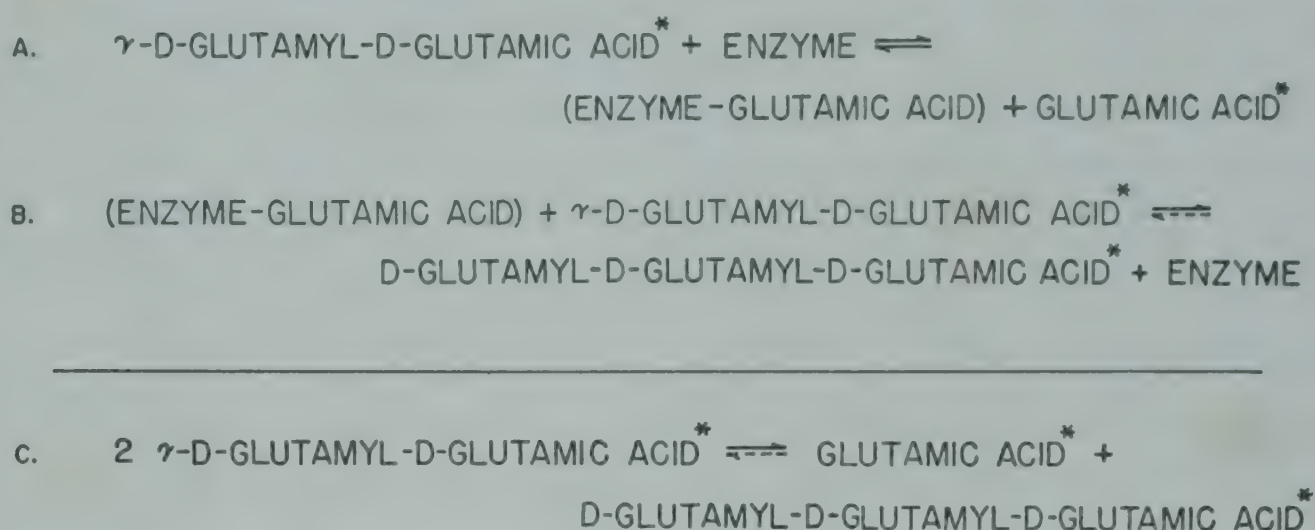 A. γ-D-GLUTAMYL-D-GLUTAMIC ACID* + ENZYME ⇌
(ENZYME-GLUTAMIC ACID) + GLUTAMIC ACID*
B. (ENZYME-GLUTAMIC ACID) + γ-D-GLUTAMYL-D-GLUTAMIC ACID* ⇌
D-GLUTAMYL-D-GLUTAMYL-D-GLUTAMIC ACID* + ENZYME
C. 2 γ-D-GLUTAMYL-D-GLUTAMIC ACID* ⇌ GLUTAMIC ACID* +
D-GLUTAMYL-D-GLUTAMYL-D-GLUTAMIC ACID*